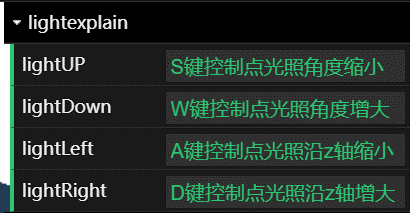 lightexplain
lightUP S键控制点光照角度缩小
lightDown W键控制点光照角度增大
lightLeft A键控制点光照沿z轴缩小
lightRight D键控制点光照沿z轴增大